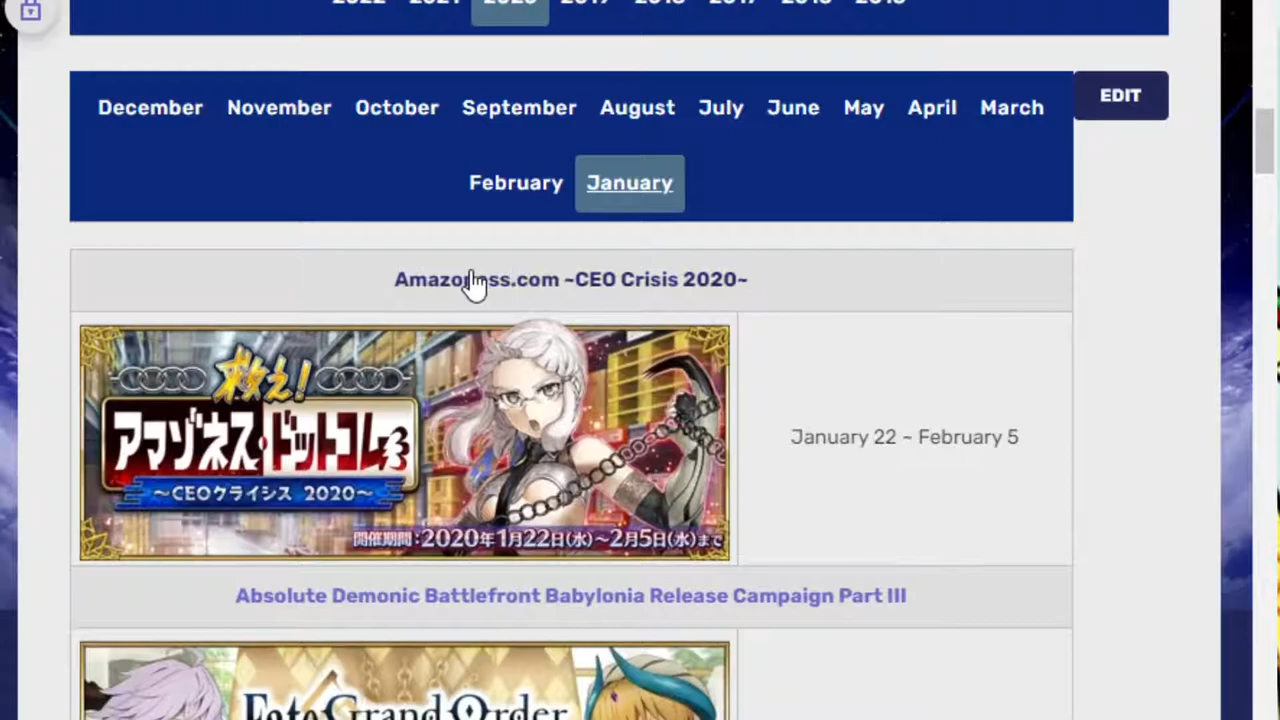 December November October September August July June May April March
EDIT
February January
~CEO Crisis 2020~
救え!
アマゾネス・ドットコム
～CEOクライシス 2020～
開催期間:2020年1月22日(水)～2月5日(水)まで
January 22 ~ February 5
Absolute Demonic Battlefront Babylonia Release Campaign Part III
Fate/Grand Order